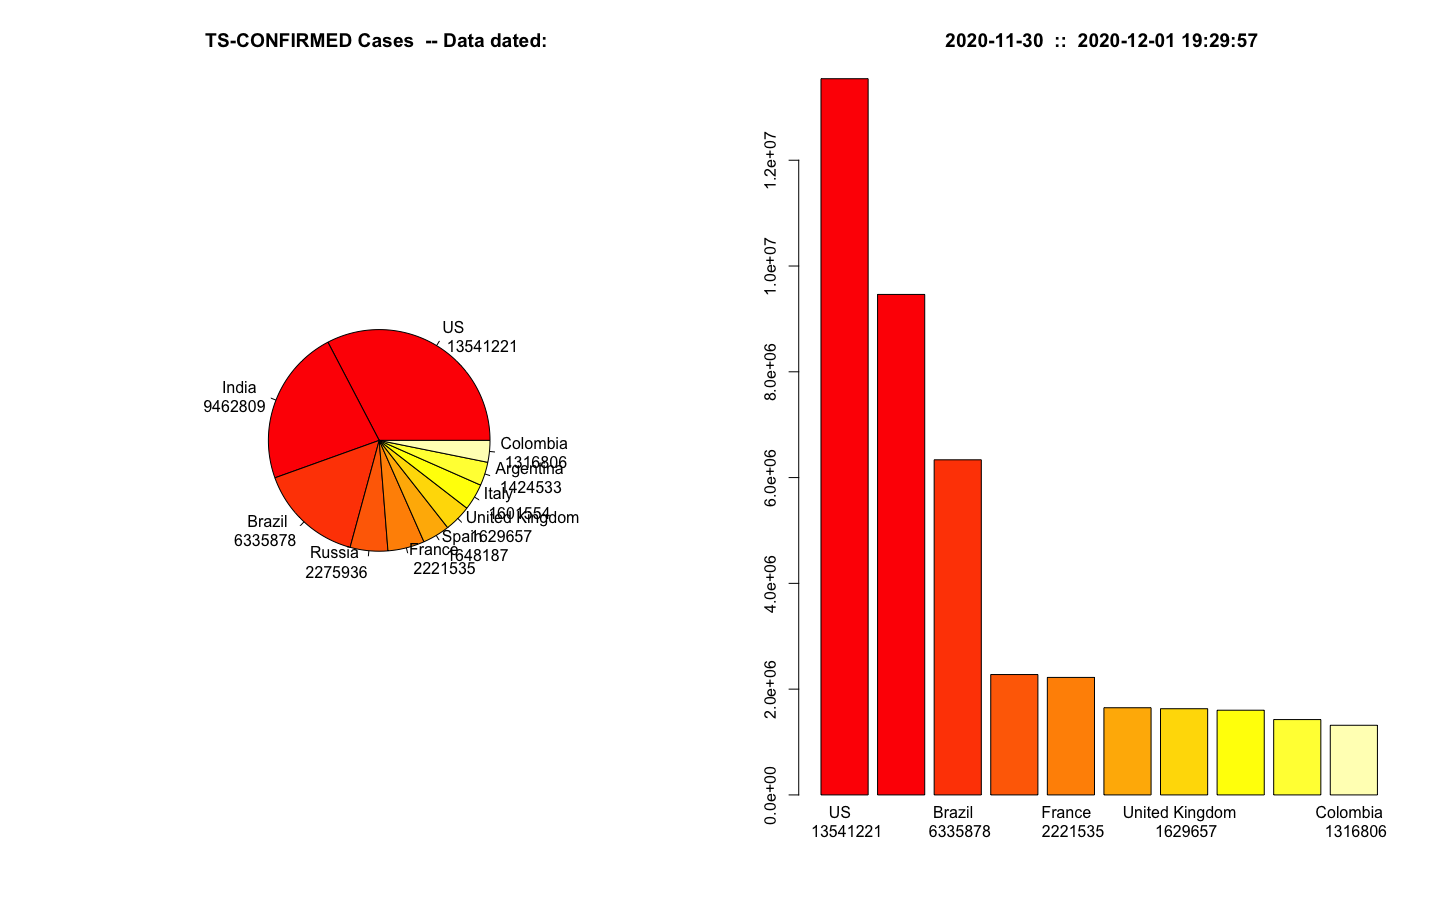 TS-CONFIRMED Cases -- Data dated:
US
13541221
India
9462809
Brazil
6335878
Russia
2275936
France
2221535
Spain
1648187
United Kingdom
1629657
Italy
1601554
Argentina
1424533
Colombia
1316806
2020-11-30 :: 2020-12-01 19:29:57
1.2e+07
1.0e+07
8.0e+06
6.0e+06
4.0e+06
2.0e+06
0.0e+00
US
13541221
Brazil
6335878
France
2221535
United Kingdom
1629657
Colombia
1316806